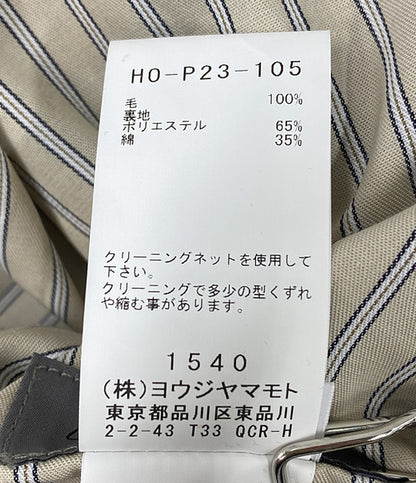 HO-P23-105
毛 100%
裏地
ポリエステル 65%
綿 35%
クリーニングネットを使用して
下さい。
クリーニングで多少の型くずれ
や縮む事があります。
1540
(株)ヨウジヤマモト
東京都品川区東品川
2-2-43 T33 QCR-H